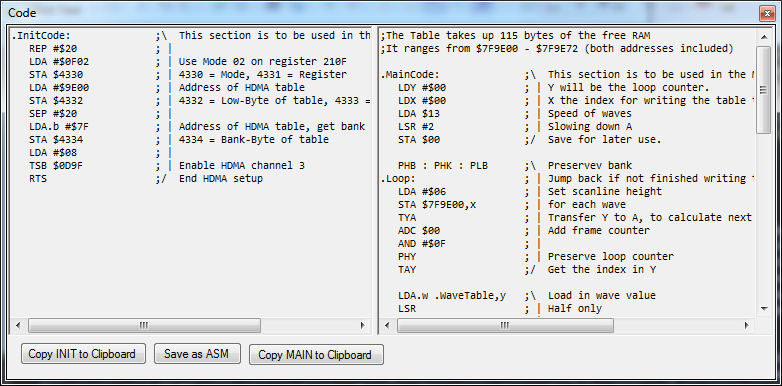 Code
.InitCode: ;\ This section is to be used in th
REP #$20 ; |
LDA #$0F02 ; | Use Mode 02 on register 210F
STA $4330 ; | 4330 = Mode, 4331 = Register
LDA #$9E00 ; | Address of HDMA table
STA $4332 ; | 4332 = Low-Byte of table, 4333 =
SEP #$20 ; |
LDA.b #$7F ; | Address of HDMA table, get bank
STA $4334 ; | 4334 = Bank-Byte of table
LDA #$08 ; |
TSB $0D9F ; | Enable HDMA channel 3
RTS ;/ End HDMA setup
;The Table takes up 115 bytes of the free RAM
;It ranges from $7F9E00 - $7F9E72 (both addresses included)
.MainCode: ;\ This section is to be used in the M
LDY #$00 ; | Y will be the loop counter.
LDX #$00 ; | X the index for writing the table t
LDA $13 ; | Speed of waves
LSR #2 ; | Slowing down A
STA $00 ;/ Save for later use.
PHB : PHK : PLB ;\ Preservev bank
.Loop: ; | Jump back if not finished writing t
LDA #$06 ; | Set scanline height
STA $7F9E00,x ; | for each wave
TYA ; | Transfer Y to A, to calculate next
ADC $00 ; | Add frame counter
AND #$0F ; |
PHY ; | Preserve loop counter
TAY ;/ Get the index in Y
LDA.w .WaveTable,y ;\ Load in wave value
LSR ; | Half only
Copy INIT to Clipboard
Save as ASM
Copy MAIN to Clipboard